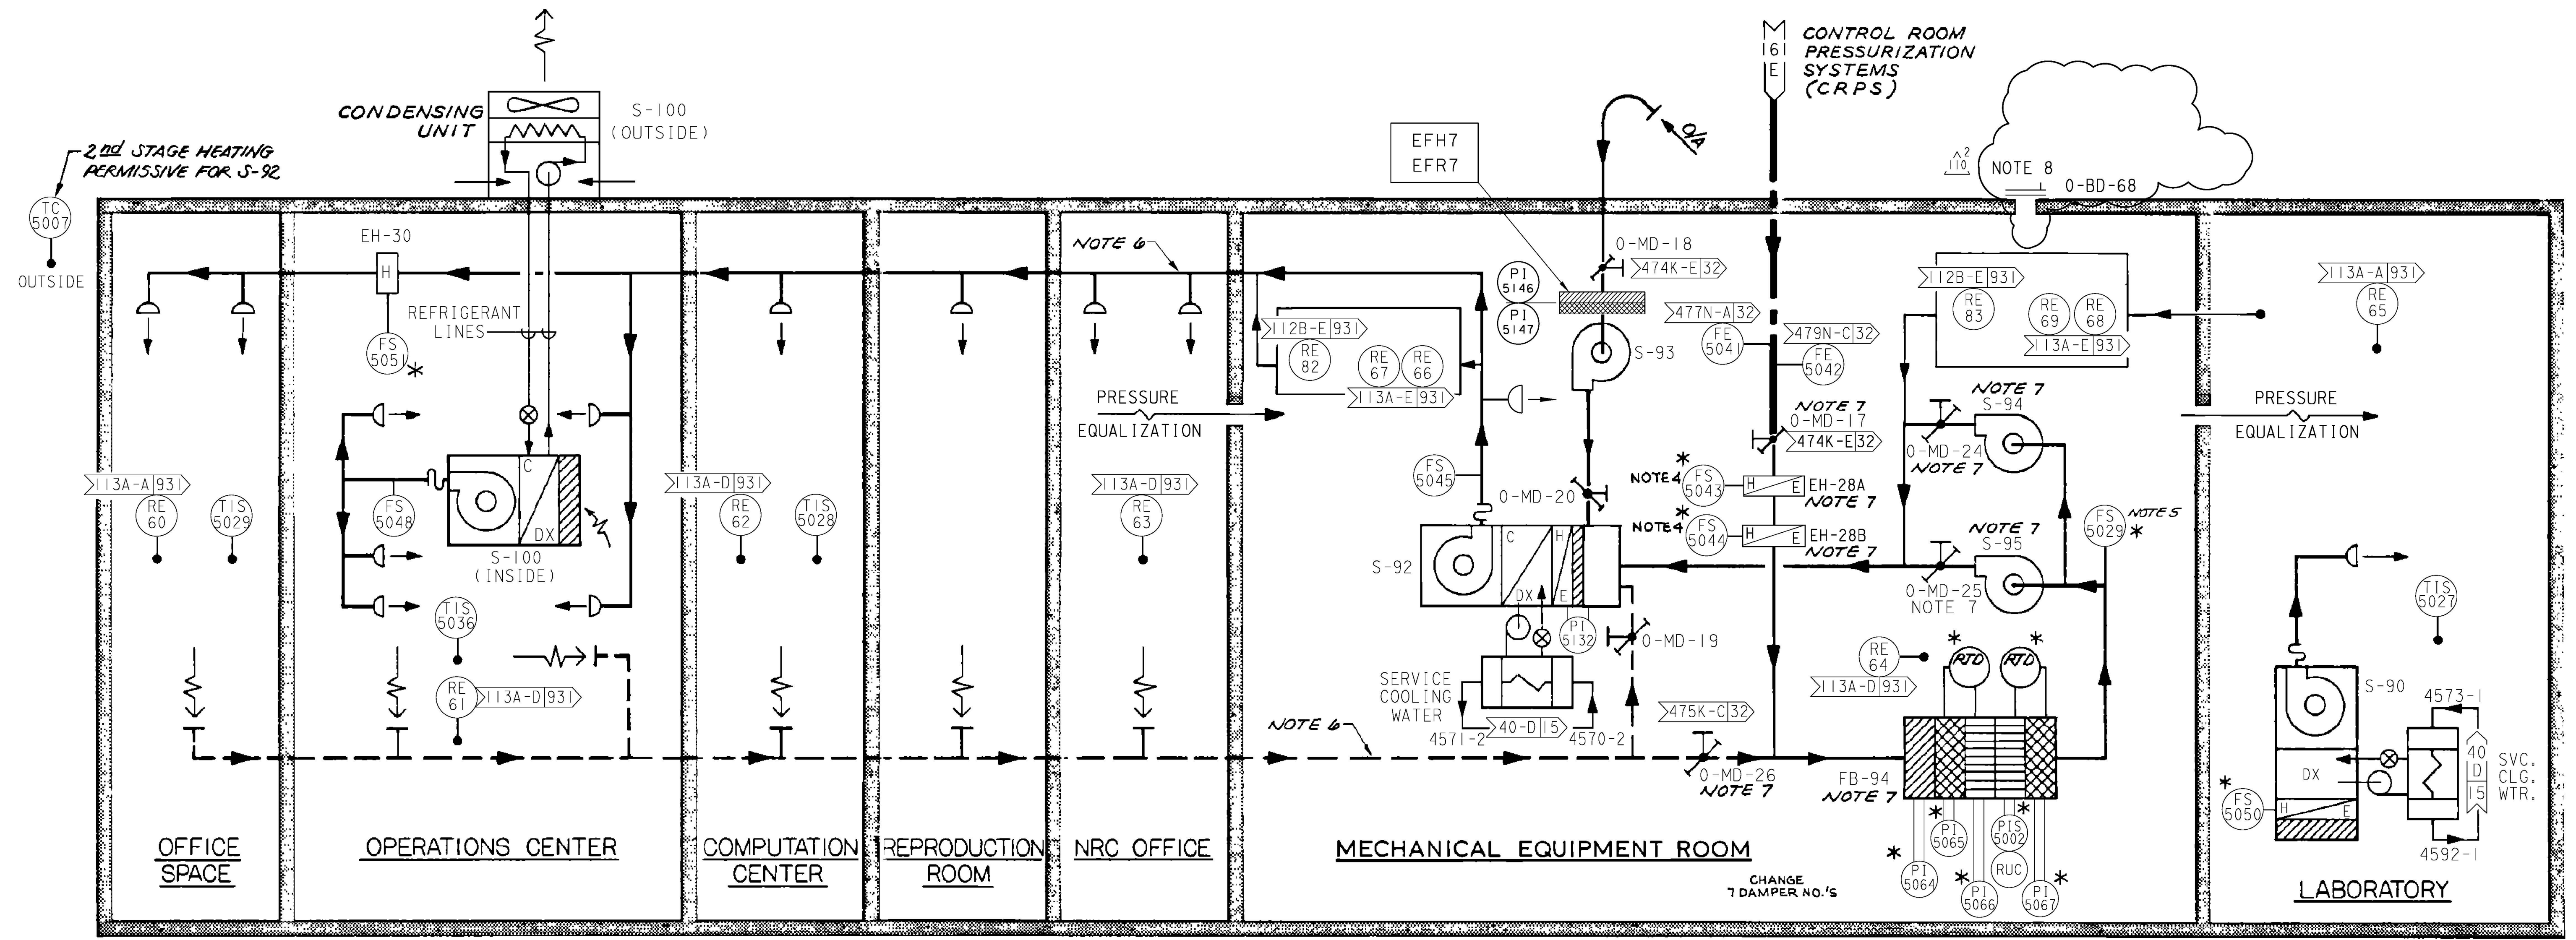 CONTROL ROOM
PRESSURIZATION
SYSTEMS
(CRPS)
M
6
E
CONDENSING
UNIT
S-100
(OUTSIDE)
2nd STAGE HEATING
PERMISSIVE FOR S-92
TC
5007
OUTSIDE
EFH7
EFR7
O/A
2
110
NOTE 8
0-BD-68
EH-30
H
FS
5051 *
REFRIGERANT
LINES
NOTE 6
0-MD-18
474K-E 32
PI
5146
PI
5147
S-93
112B-E 931
RE
82
RE
67
RE
66
113A-E 931
477N-A 32
FE
5041
479N-C 32
FE
5042
112B-E 931
RE
83
RE
69
RE
68
113A-E 931
113A-A 931
RE
65
PRESSURE
EQUALIZATION
NOTE 7
0-MD-17
474K-E 32
NOTE 7
S-94
0-MD-24
NOTE 7
PRESSURE
EQUALIZATION
113A-A 931
RE
60
TIS
5029
FS
5048
C
DX
S-100
(INSIDE)
113A-D 931
RE
62
TIS
5028
113A-D 931
RE
63
FS
5045
0-MD-20
NOTE 4
*
FS
5043
H E
EH-28A
NOTE 7
NOTE 4
*
FS
5044
H E
EH-28B
NOTE 7
NOTE 7
S-95
0-MD-25
NOTE 7
FS
5029
NOTE 5
*
S-92
C
DX
H
E
PI
5132
0-MD-19
TIS
5036
RE
61
113A-D 931
SERVICE
COOLING
WATER
40-D 15
4571-2
4570-2
NOTE 6
475K-C 32
0-MD-26
NOTE 7
RE
64
113A-D 931
*
RTD
*
RTD
FB-94
NOTE 7
*
PI
5064
*
PI
5065
*
PI
5066
*
PIS
5002
RUC
*
PI
5067
TIS
5027
S-90
DX
H E
*
FS
5050
4573-1
40
D
15
SVC.
CLG.
WTR.
4592-1
OFFICE
SPACE
OPERATIONS CENTER
COMPUTATION
CENTER
REPRODUCTION
ROOM
NRC OFFICE
MECHANICAL EQUIPMENT ROOM
CHANGE
7 DAMPER NO.'S
LABORATORY